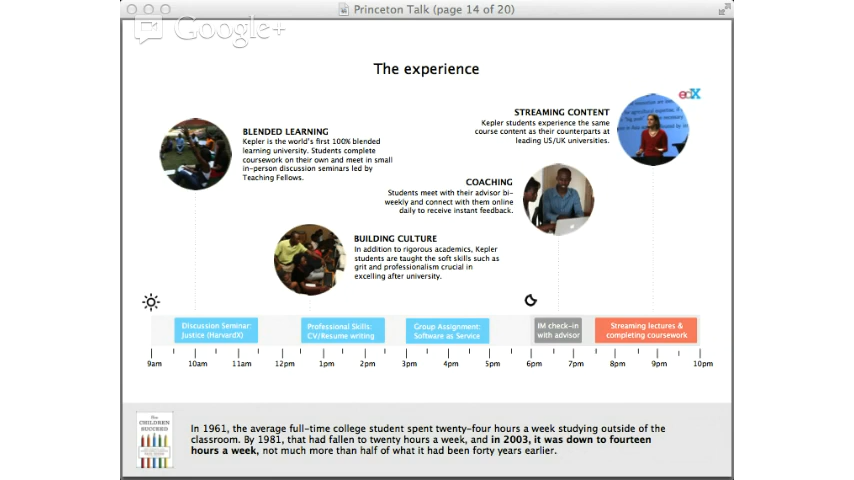 Princeton Talk (page 14 of 20)
Google+
The experience
BLENDED LEARNING
Kepler is the world's first 100% blended
learning university. Students complete
coursework on their own and meet in small
in-person discussion seminars led by
Teaching Fellows.
edX
STREAMING CONTENT
Kepler students experience the same
course content as their counterparts at
leading US/UK universities.
COACHING
Students meet with their advisor bi-
weekly and connect with them online
daily to receive instant feedback.
BUILDING CULTURE
In addition to rigorous academics, Kepler
students are taught the soft skills such as
grit and professionalism crucial in
excelling after university.
Discussion Seminar:
Justice (HarvardX)
Professional Skills:
CV/Resume writing
Group Assignment:
Software as Service
IM check-in
with advisor
Streaming lectures &
completing coursework
9am 10am 11am 12pm 1pm 2pm 3pm 4pm 5pm 6pm 7pm 8pm 9pm 10pm
CHILDREN
SUCCEED
In 1961, the average full-time college student spent twenty-four hours a week studying outside of the
classroom. By 1981, that had fallen to twenty hours a week, and in 2003, it was down to fourteen
hours a week, not much more than half of what it had been forty years earlier.